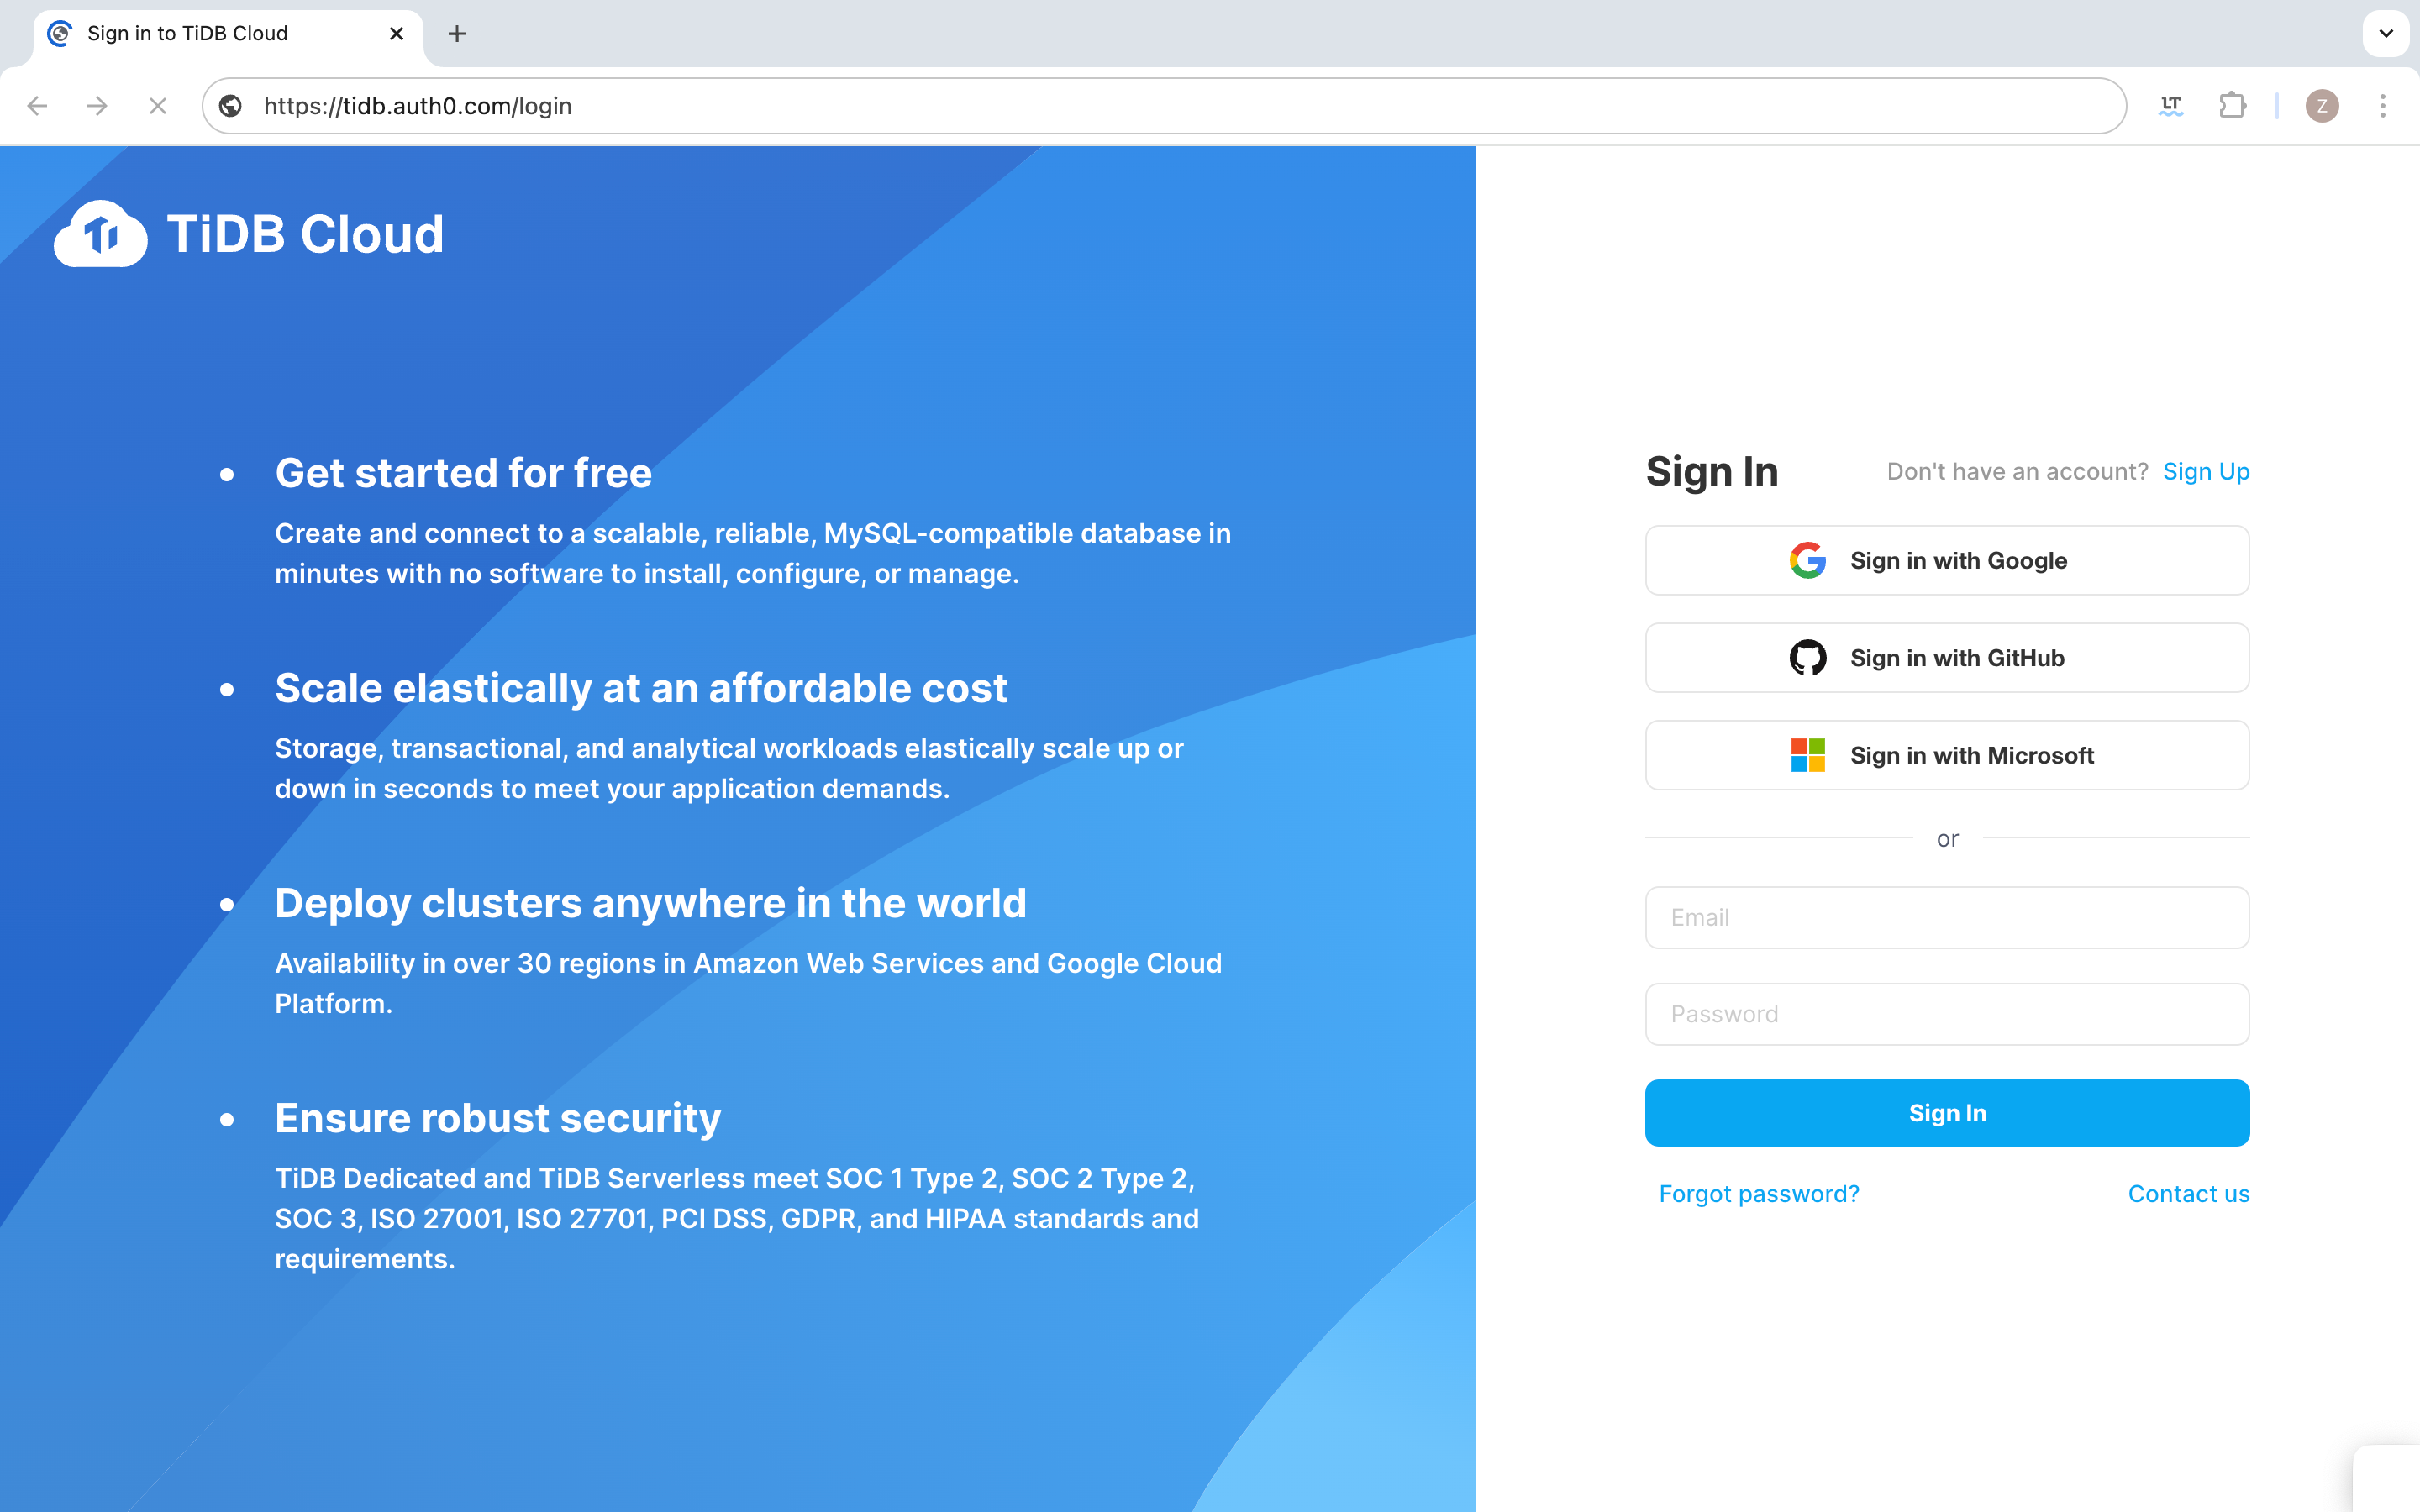 Sign in to TiDB Cloud
https://tidb.auth0.com/login
LT
Z
TiDB Cloud
Get started for free
Create and connect to a scalable, reliable, MySQL-compatible database in
minutes with no software to install, configure, or manage.
Scale elastically at an affordable cost
Storage, transactional, and analytical workloads elastically scale up or
down in seconds to meet your application demands.
Deploy clusters anywhere in the world
Availability in over 30 regions in Amazon Web Services and Google Cloud
Platform.
Ensure robust security
TiDB Dedicated and TiDB Serverless meet SOC 1 Type 2, SOC 2 Type 2,
SOC 3, ISO 27001, ISO 27701, PCI DSS, GDPR, and HIPAA standards and
requirements.
Sign In
Don't have an account? Sign Up
Sign in with Google
Sign in with GitHub
Sign in with Microsoft
or
Email
Password
Sign In
Forgot password?
Contact us